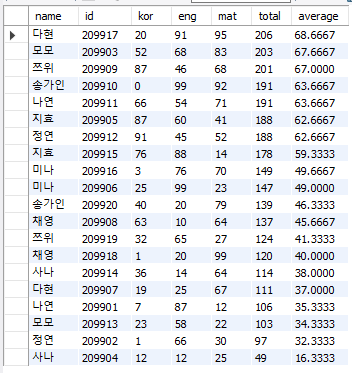 name id kor eng mat total average
다현 209917 20 91 95 206 68.6667
모모 209903 52 68 83 203 67.6667
쯔위 209909 87 46 68 201 67.0000
송가인 209910 0 99 92 191 63.6667
나연 209911 66 54 71 191 63.6667
지효 209905 87 60 41 188 62.6667
정연 209912 91 45 52 188 62.6667
지효 209915 76 88 14 178 59.3333
미나 209916 3 76 70 149 49.6667
미나 209906 25 99 23 147 49.0000
송가인 209920 40 20 79 139 46.3333
채영 209908 63 10 64 137 45.6667
쯔위 209919 32 65 27 124 41.3333
채영 209918 1 20 99 120 40.0000
사나 209914 36 14 64 114 38.0000
다현 209907 19 25 67 111 37.0000
나연 209901 7 87 12 106 35.3333
모모 209913 23 58 22 103 34.3333
정연 209902 1 66 30 97 32.3333
사나 209904 12 12 25 49 16.3333